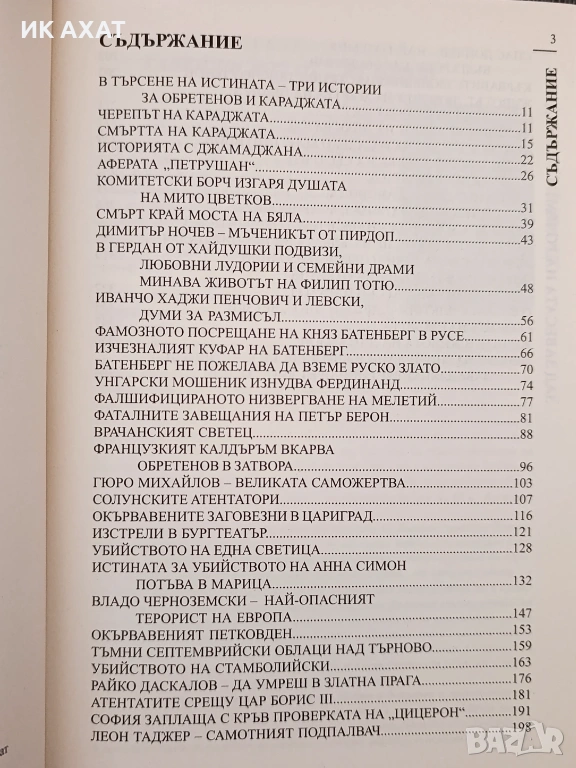 ИК АХАТ
3
СЪДЪРЖАНИЕ
СЪДЪРЖАНИЕ
В ТЪРСЕНЕ НА ИСТИНАТА – ТРИ ИСТОРИИ
ЗА ОБРЕТЕНОВ И КАРАДЖАТА 11
ЧЕРЕПЪТ НА КАРАДЖАТА 11
СМЪРТТА НА КАРАДЖАТА 15
ИСТОРИЯТА С ДЖАМАДЖАНА 22
АФЕРАТА „ПЕТРУШАН“ 26
КОМИТЕТСКИ БОРЧ ИЗГАРЯ ДУШАТА
НА МИТО ЦВЕТКОВ 31
СМЪРТ КРАЙ МОСТА НА БЯЛА 39
ДИМИТЪР НОЧЕВ – МЪЧЕНИКЪТ ОТ ПИРДОП 43
В ГЕРДАН ОТ ХАЙДУШКИ ПОДВИЗИ,
ЛЮБОВНИ ЛУДОРИИ И СЕМЕЙНИ ДРАМИ
МИНАВА ЖИВОТЪТ НА ФИЛИП ТОТЮ 48
ИВАНЧО ХАДЖИ ПЕНЧОВИЧ И ЛЕВСКИ,
ДУМИ ЗА РАЗМИСЪЛ 56
ФАМОЗНОТО ПОСРЕЩАНЕ НА КНЯЗ БАТЕНБЕРГ В РУСЕ 61
ИЗЧЕЗНАЛИЯТ КУФАР НА БАТЕНБЕРГ 66
БАТЕНБЕРГ НЕ ПОЖЕЛАВА ДА ВЗЕМЕ РУСКО ЗЛАТО 70
УНГАРСКИ МОШЕНИК ИЗНУДВА ФЕРДИНАНД 74
ФАЛШИФИЦИРАНОТО НИЗВЕРГВАНЕ НА МЕЛЕТИЙ 77
ФАТАЛНИТЕ ЗАВЕЩАНИЯ НА ПЕТЪР БЕРОН 81
ВРАЧАНСКИЯТ СВЕТЕЦ 88
ФРАНЦУЗКИЯТ КАЛДЪРЪМ ВКАРВА
ОБРЕТЕНОВ В ЗАТВОРА 96
ГЮРО МИХАЙЛОВ – ВЕЛИКАТА САМОЖЕРТВА 103
СОЛУНСКИТЕ АТЕНТАТОРИ 107
ОКЪРВАВЕНИТЕ ЗАГОВЕЗНИ В ЦАРИГРАД 116
ИЗСТРЕЛИ В БУРГТЕАТЪР 121
УБИЙСТВОТО НА ЕДНА СВЕТИЦА 128
ИСТИНАТА ЗА УБИЙСТВОТО НА АННА СИМОН
ПОТЪВА В МАРИЦА 132
ВЛАДО ЧЕРНОЗЕМСКИ – НАЙ-ОПАСНИЯТ
ТЕРОРИСТ НА ЕВРОПА 147
ОКЪРВАВЕНИЯТ ПЕТКОВДЕН 153
ТЪМНИ СЕПТЕМВРИЙСКИ ОБЛАЦИ НАД ТЪРНОВО 159
УБИЙСТВОТО НА СТАМБОЛИЙСКИ 163
РАЙКО ДАСКАЛОВ – ДА УМРЕШ В ЗЛАТНА ПРАГА 176
АТЕНТАТИТЕ СРЕЩУ ЦАР БОРИС III 181
СОФИЯ ЗАПЛАЩА С КРЪВ ПРОВЕРКАТА НА „ЦИЦЕРОН“ 191
ЛЕОН ТАДЖЕР – САМОТНИЯТ ПОДПАЛВАЧ 198
BAZAR